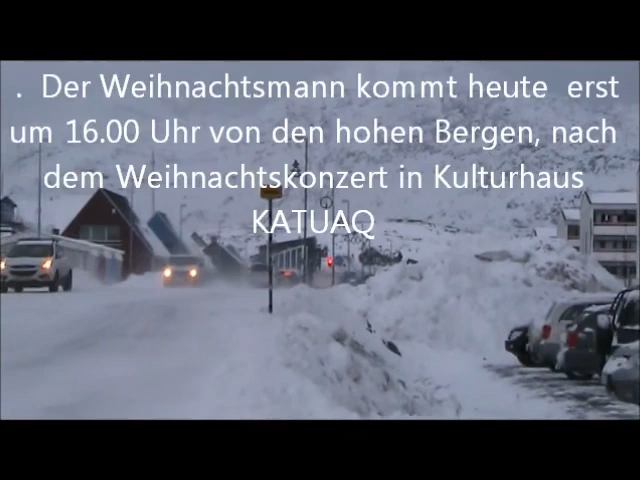 . Der Weihnachtsmann kommt heute erst
um 16.00 Uhr von den hohen Bergen, nach
dem Weihnachtskonzert in Kulturhaus
KATUAQ